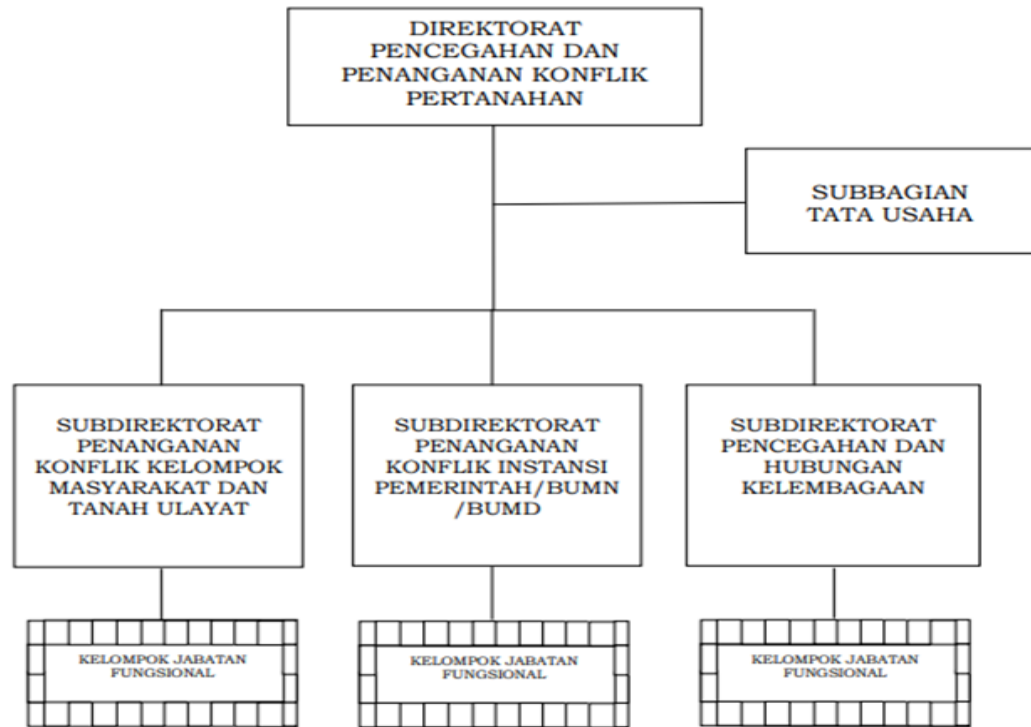 DIREKTORAT
PENCEGAHAN DAN
PENANGANAN KONFLIK
PERTANAHAN
SUBBAGIAN
TATA USAHA
SUBDIREKTORAT
PENANGANAN
KONFLIK KELOMPOK
MASYARAKAT DAN
TANAH ULAYAT
SUBDIREKTORAT
PENANGANAN
KONFLIK INSTANSI
PEMERINTAH/BUMN
/BUMD
SUBDIREKTORAT
PENCEGAHAN DAN
HUBUNGAN
KELEMBAGAAN
KELOMPOK JABATAN
FUNGSIONAL
KELOMPOK JABATAN
FUNGSIONAL
KELOMPOK JABATAN
FUNGSIONAL